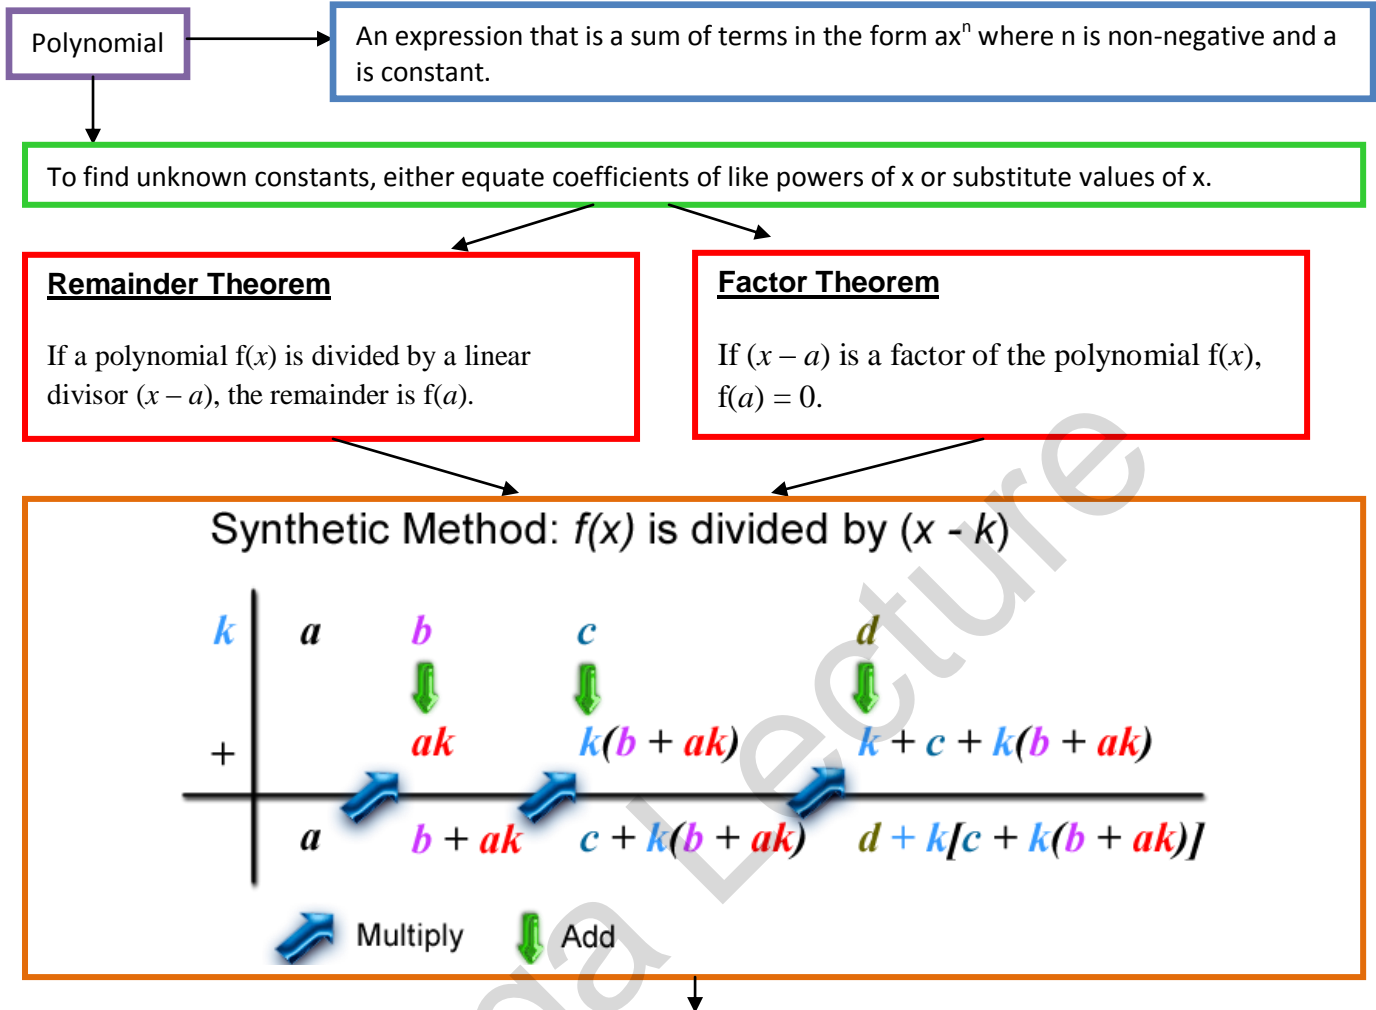 Polynomial
An expression that is a sum of terms in the form axⁿ where n is non-negative and a
is constant.
To find unknown constants, either equate coefficients of like powers of x or substitute values of x.
Remainder Theorem
If a polynomial f(x) is divided by a linear
divisor (x – a), the remainder is f(a).
Factor Theorem
If (x – a) is a factor of the polynomial f(x),
f(a) = 0.
Synthetic Method: f(x) is divided by (x - k)
k a b c d
+ ak k(b + ak) k + c + k(b + ak)
a b + ak c + k(b + ak) d + k[c + k(b + ak)]
Multiply Add
ga Lecture